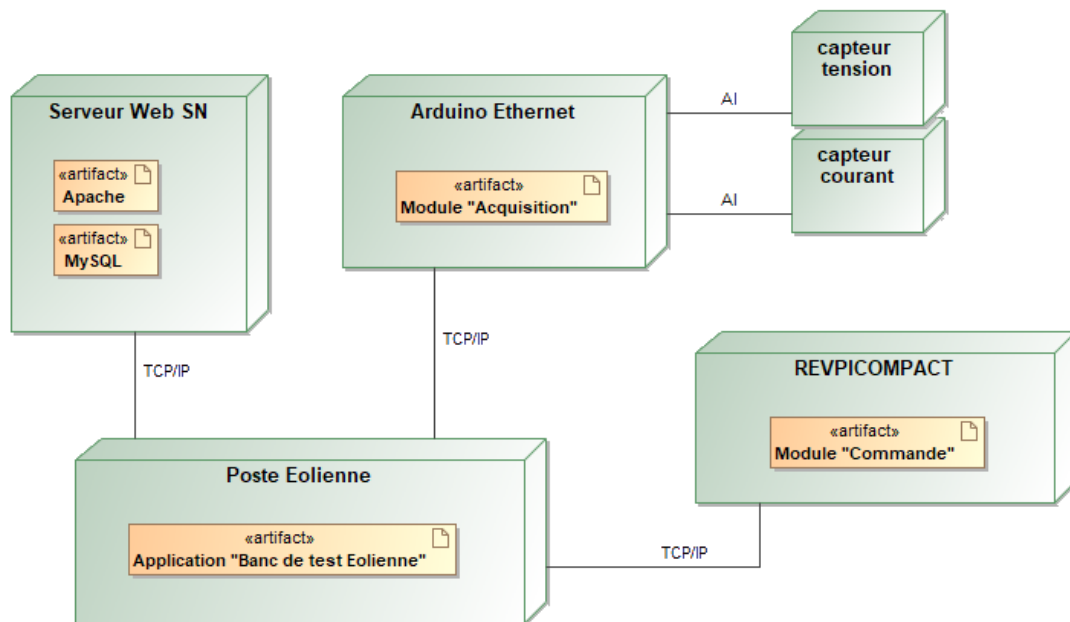 capteur
tension
Serveur Web SN
Arduino Ethernet
AI
«artifact»
Apache
«artifact»
Module "Acquisition"
capteur
courant
AI
«artifact»
MySQL
TCP/IP
TCP/IP
REVPICOMPACT
«artifact»
Module "Commande"
Poste Eolienne
«artifact»
Application "Banc de test Eolienne"
TCP/IP